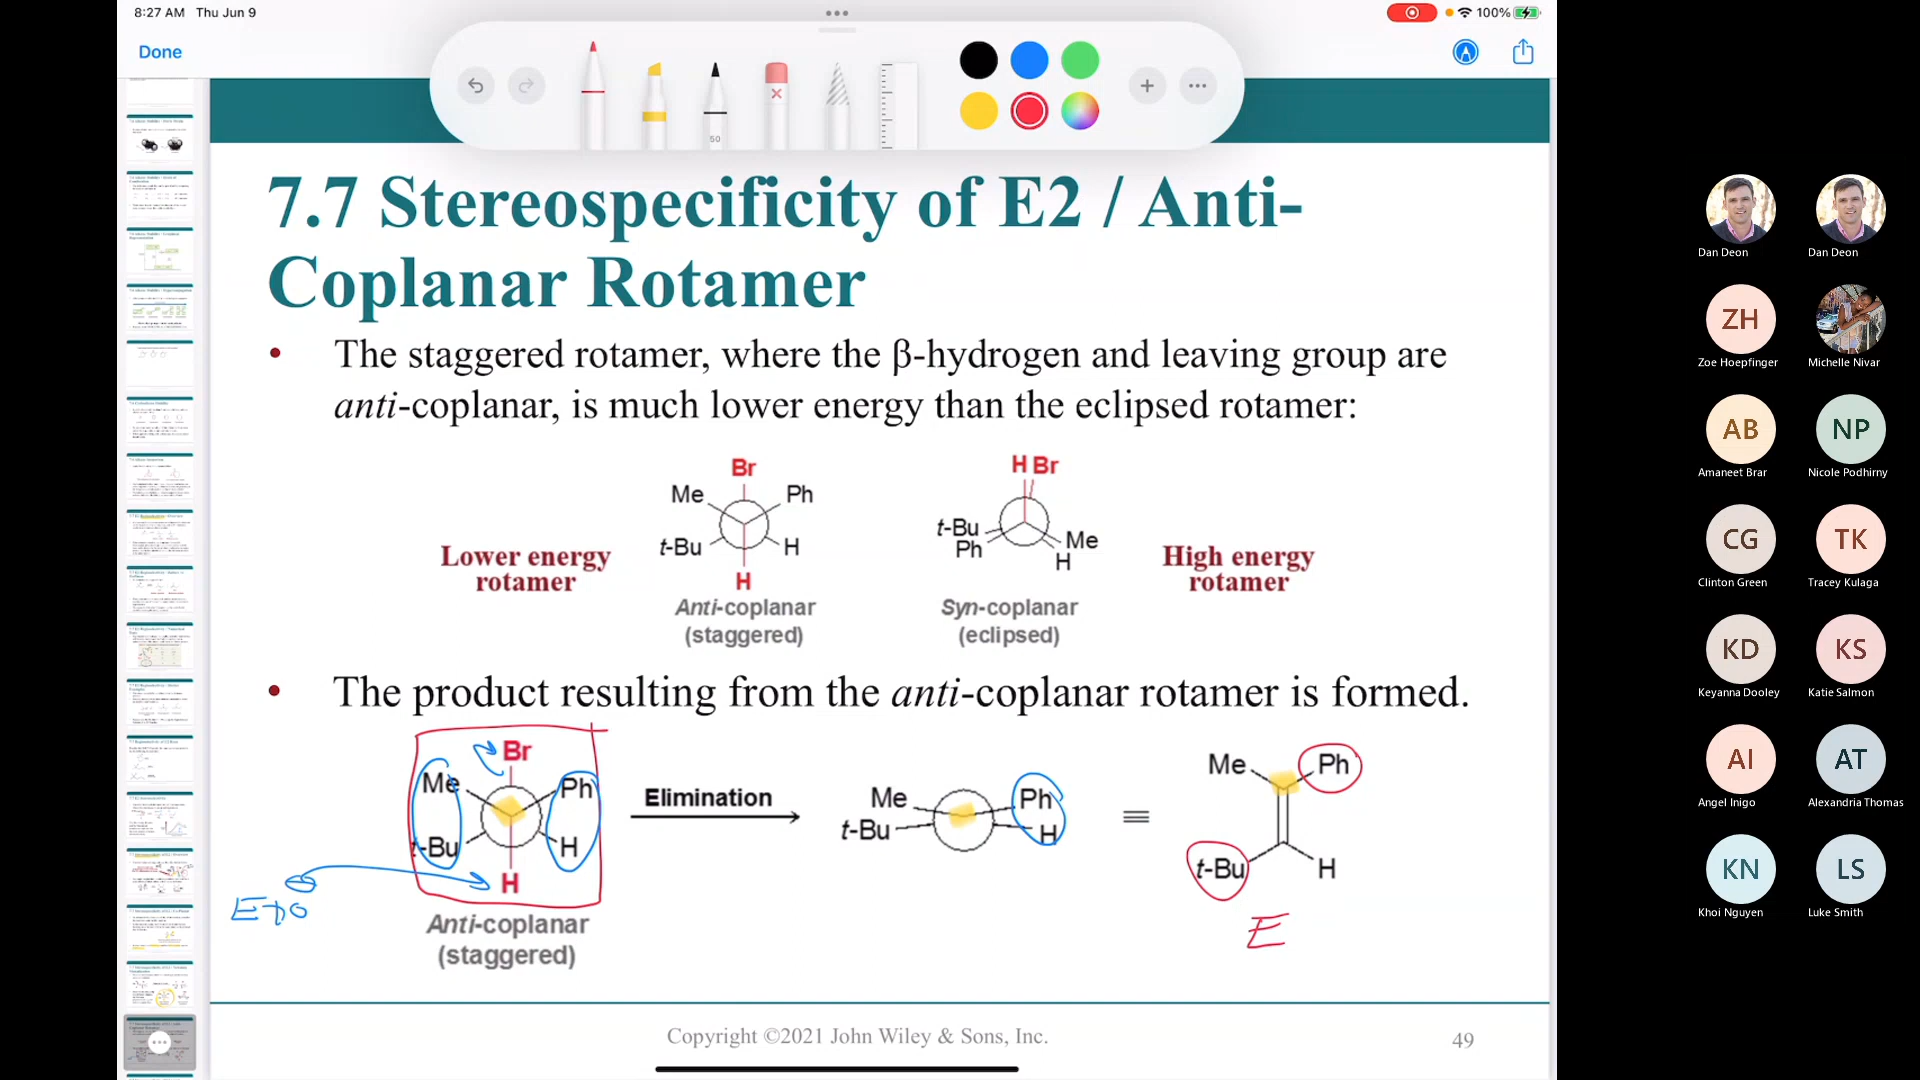 8:27 AM Thu Jun 9
100%
Done
50
7.7 Stereospecificity of E2 / Anti-
Coplanar Rotamer
• The staggered rotamer, where the β-hydrogen and leaving group are
anti-coplanar, is much lower energy than the eclipsed rotamer:
Lower energy
rotamer
Br
Me Ph
t-Bu H
H
Anti-coplanar
(staggered)
H Br
t-Bu
Ph
Me
H
Syn-coplanar
(eclipsed)
High energy
rotamer
• The product resulting from the anti-coplanar rotamer is formed.
Br
Me Ph
t-Bu H
H
Anti-coplanar
(staggered)
Elimination
Me Ph
t-Bu H
≡
Me Ph
t-Bu H
E
Copyright ©2021 John Wiley & Sons, Inc.
49
Dan Deon
Dan Deon
ZH
Zoe Hoepfinger
Michelle Nivar
AB
Amaneet Brar
NP
Nicole Podhirny
CG
Clinton Green
TK
Tracey Kulaga
KD
Keyanna Dooley
KS
Katie Salmon
AI
Angel Inigo
AT
Alexandria Thomas
KN
Khoi Nguyen
LS
Luke Smith